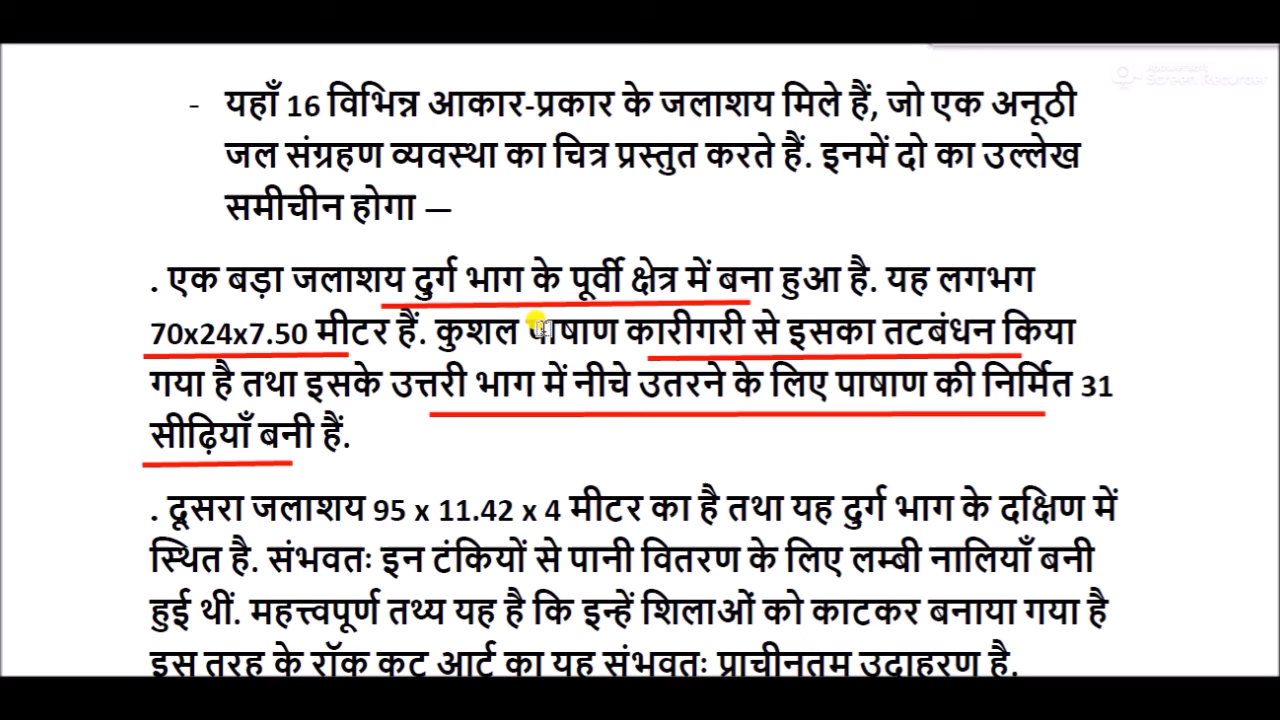 - यहाँ 16 विभिन्न आकार-प्रकार के जलाशय मिले हैं, जो एक अनूठी
जल संग्रहण व्यवस्था का चित्र प्रस्तुत करते हैं. इनमें दो का उल्लेख
समीचीन होगा —
. एक बड़ा जलाशय दुर्ग भाग के पूर्वी क्षेत्र में बना हुआ है. यह लगभग
70x24x7.50 मीटर हैं. कुशल पाषाण कारीगरी से इसका तटबंधन किया
गया है तथा इसके उत्तरी भाग में नीचे उतरने के लिए पाषाण की निर्मित 31
सीढ़ियाँ बनी हैं.
. दूसरा जलाशय 95 x 11.42 x 4 मीटर का है तथा यह दुर्ग भाग के दक्षिण में
स्थित है. संभवतः इन टंकियों से पानी वितरण के लिए लम्बी नालियाँ बनी
हुई थीं. महत्त्वपूर्ण तथ्य यह है कि इन्हें शिलाओं को काटकर बनाया गया है
इस तरह के रॉक कट आर्ट का यह संभवतः प्राचीनतम उदाहरण है.
Screen Recorder